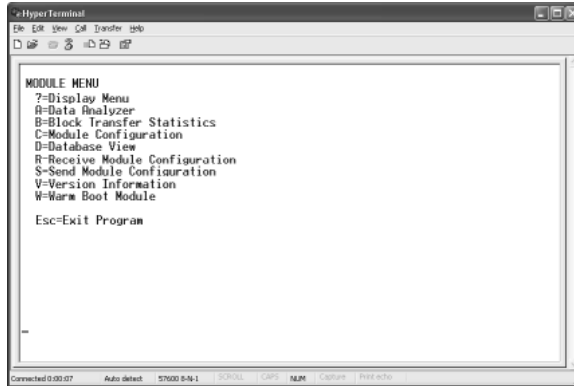 HyperTerminal
File Edit View Call Transfer Help
MODULE MENU
?=Display Menu
A=Data Analyzer
B=Block Transfer Statistics
C=Module Configuration
D=Database View
R=Receive Module Configuration
S=Send Module Configuration
V=Version Information
W=Warm Boot Module
Esc=Exit Program
Connected 0:00:07 Auto detect 57600 8-N-1 SCROLL CAPS NUM Capture Print echo